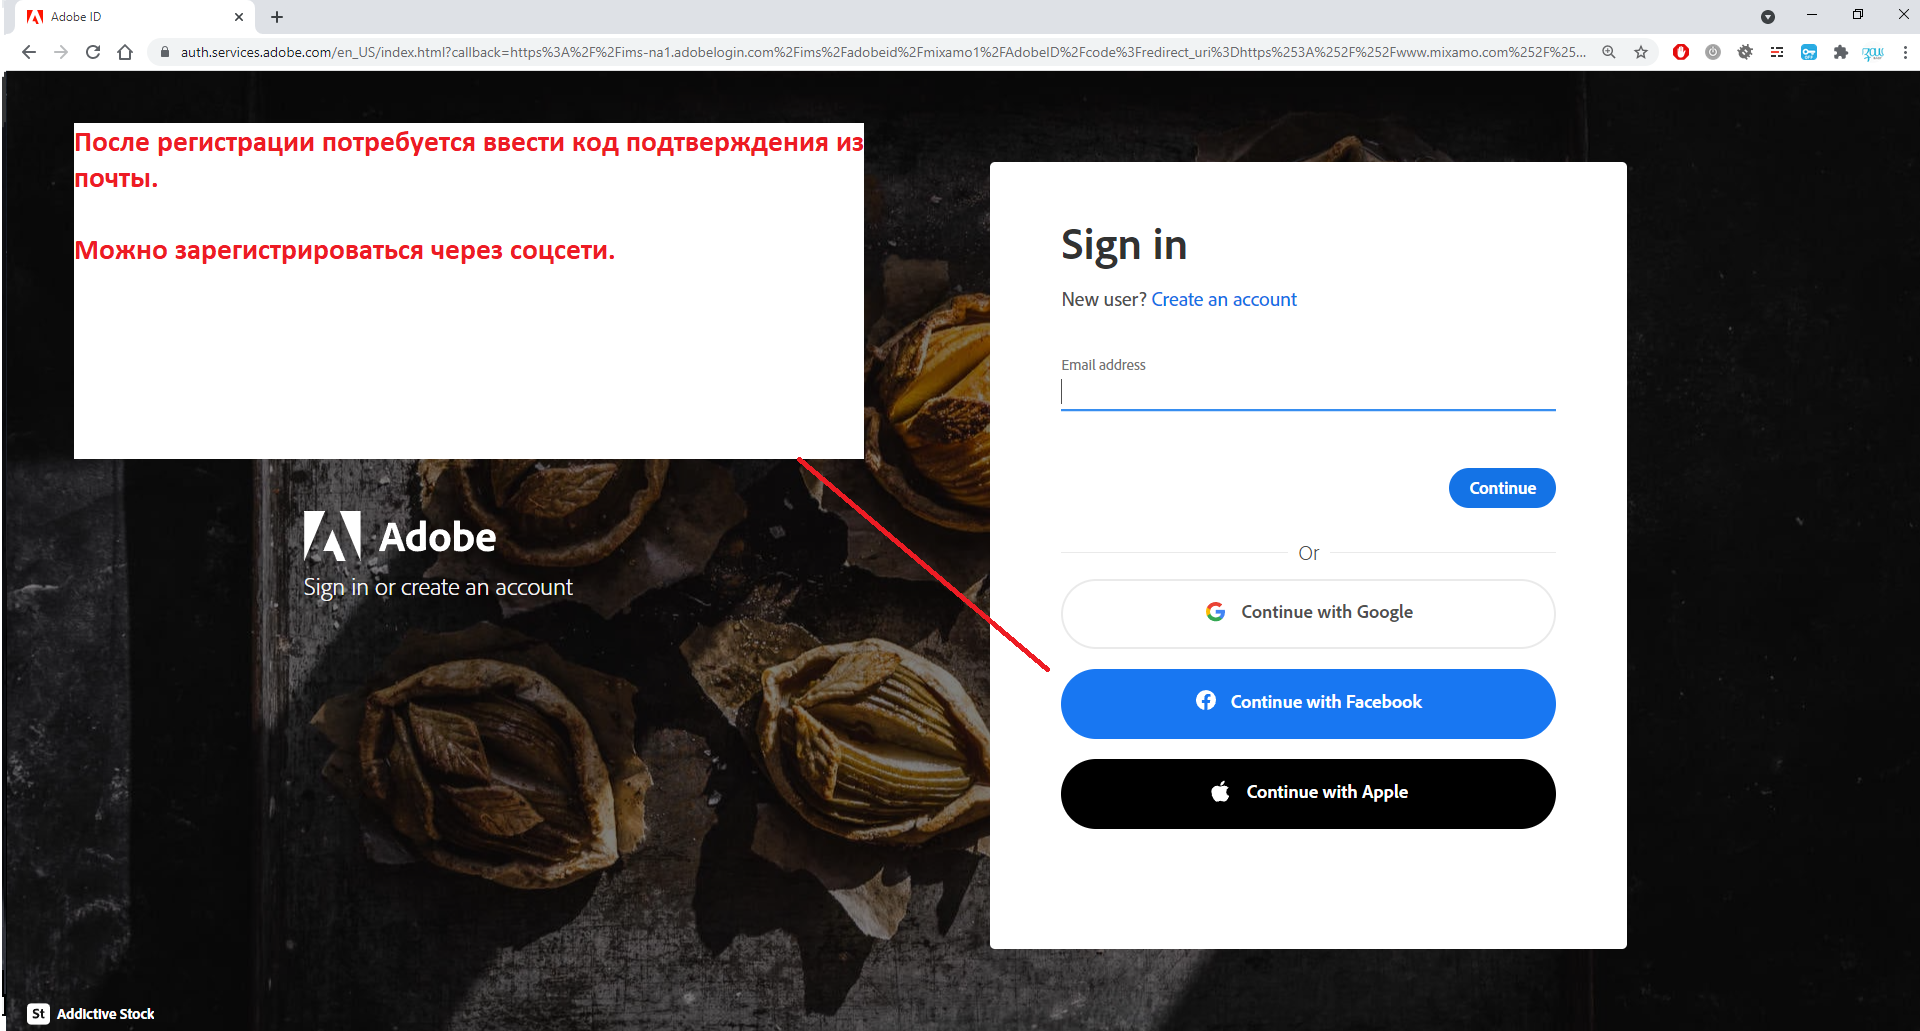 Adobe ID
auth.services.adobe.com/en_US/index.html?callback=https%3A%2F%2Fims-na1.adobelogin.com%2Fims%2Fadobeid%2Fmixamo1%2FAdobeID%2Fcode%3Fredirect_uri%3Dhttps%253A%252F%252Fwww.mixamo.com%252F%25...
После регистрации потребуется ввести код подтверждения из
почты.
Можно зарегистрироваться через соцсети.
Adobe
Sign in or create an account
Sign in
New user? Create an account
Email address
Continue
Or
Continue with Google
Continue with Facebook
Continue with Apple
St Addictive Stock